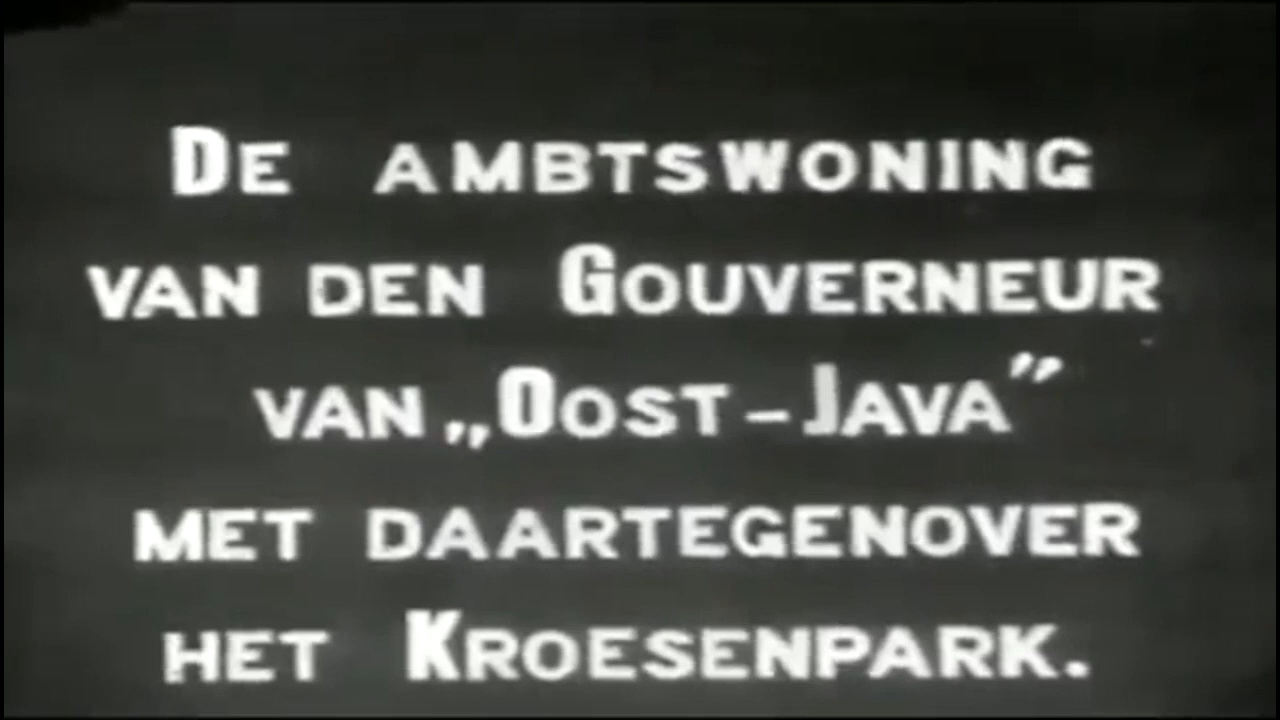 De ambtswoning
van den Gouverneur
van „Oost-Java”
met daartegenover
het Kroesenpark.